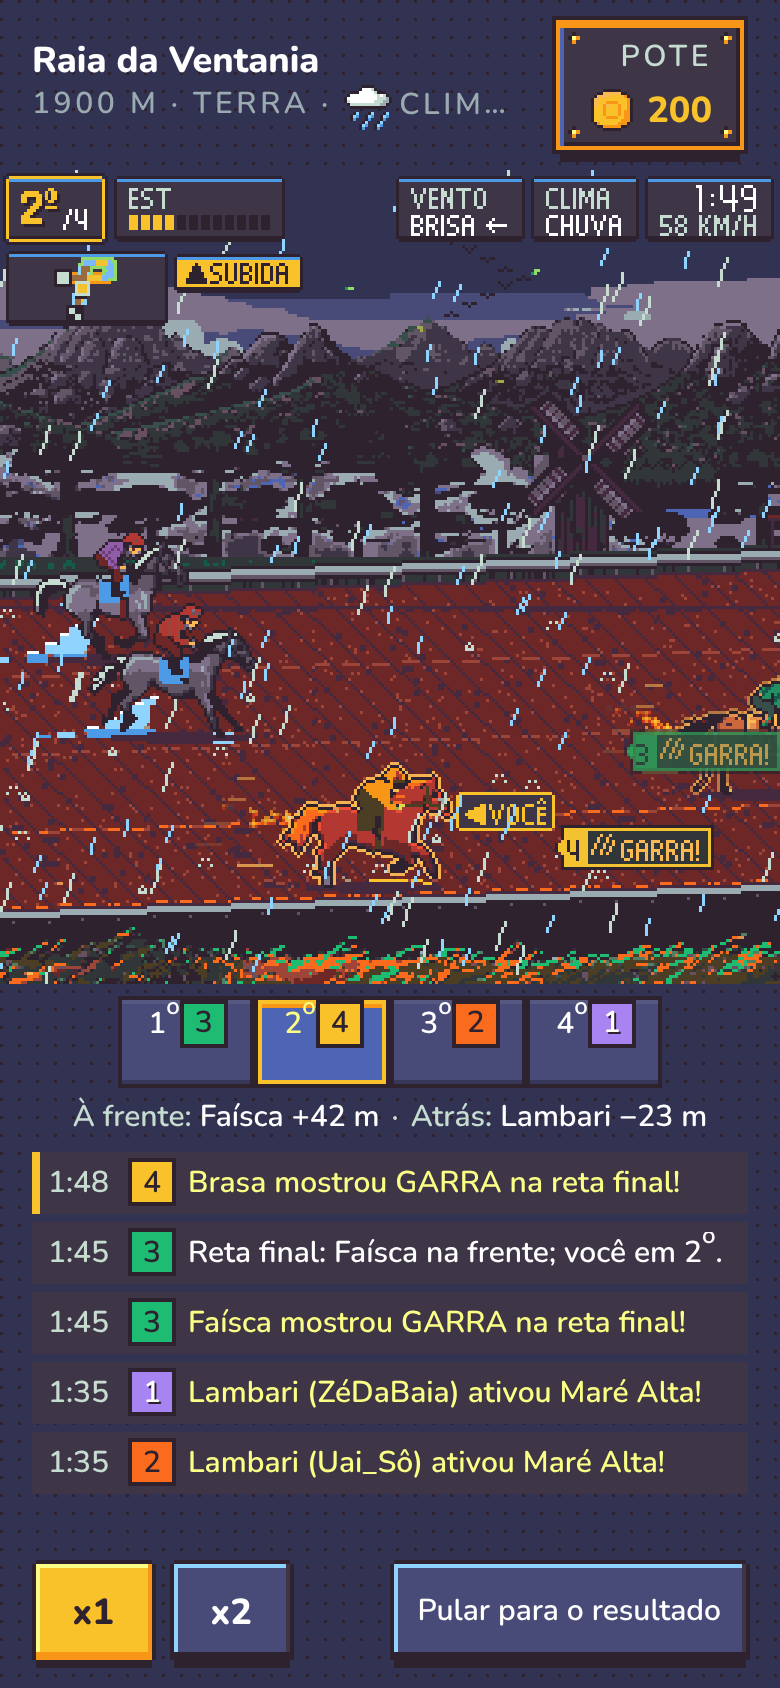 Raia da Ventania
POTE
1900 M · TERRA · CLIM...
200
2º/4
EST
VENTO
BRISA ←
CLIMA
CHUVA
1:49
58 KM/H
SUBIDA
3 /// GARRA!
VOCÊ
4 /// GARRA!
1º 3
2º 4
3º 2
4º 1
À frente: Faísca +42 m · Atrás: Lambari −23 m
1:48 4 Brasa mostrou GARRA na reta final!
1:45 3 Reta final: Faísca na frente; você em 2º.
1:45 3 Faísca mostrou GARRA na reta final!
1:35 1 Lambari (ZéDaBaia) ativou Maré Alta!
1:35 2 Lambari (Uai_Sô) ativou Maré Alta!
x1
x2
Pular para o resultado